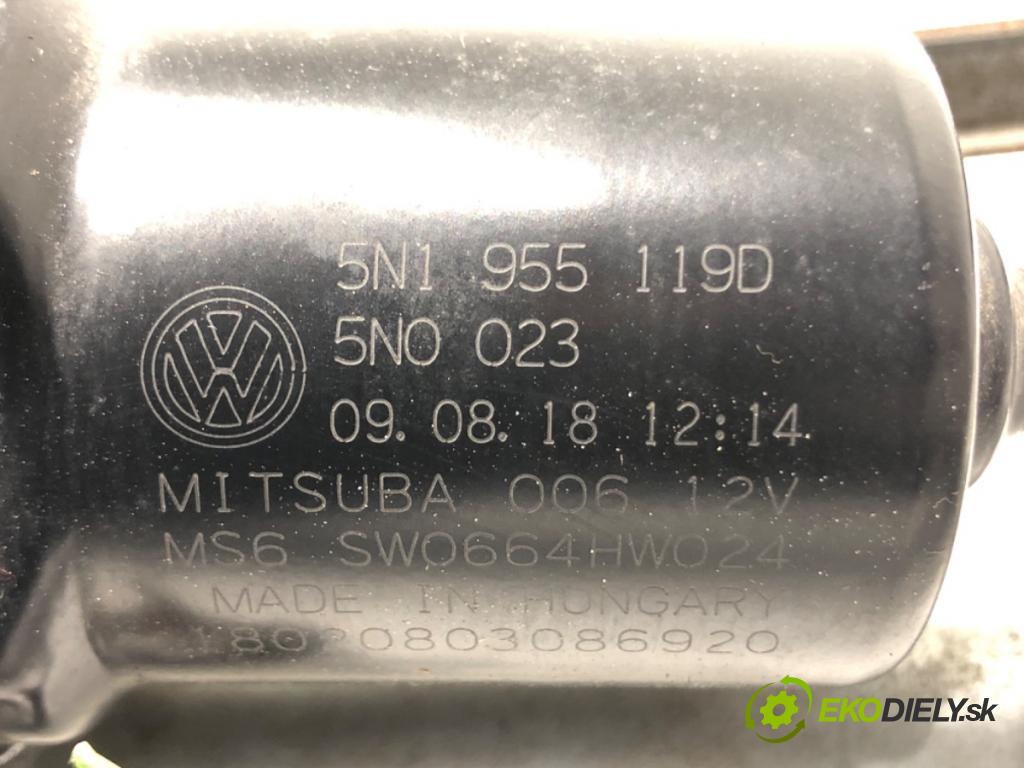 5N1 955 119D
5N0 023
09.08.18 12:14
MITSUBA 006 12V
MS6 SW0664HW024
MADE IN HUNGARY
EKODIELY.sk